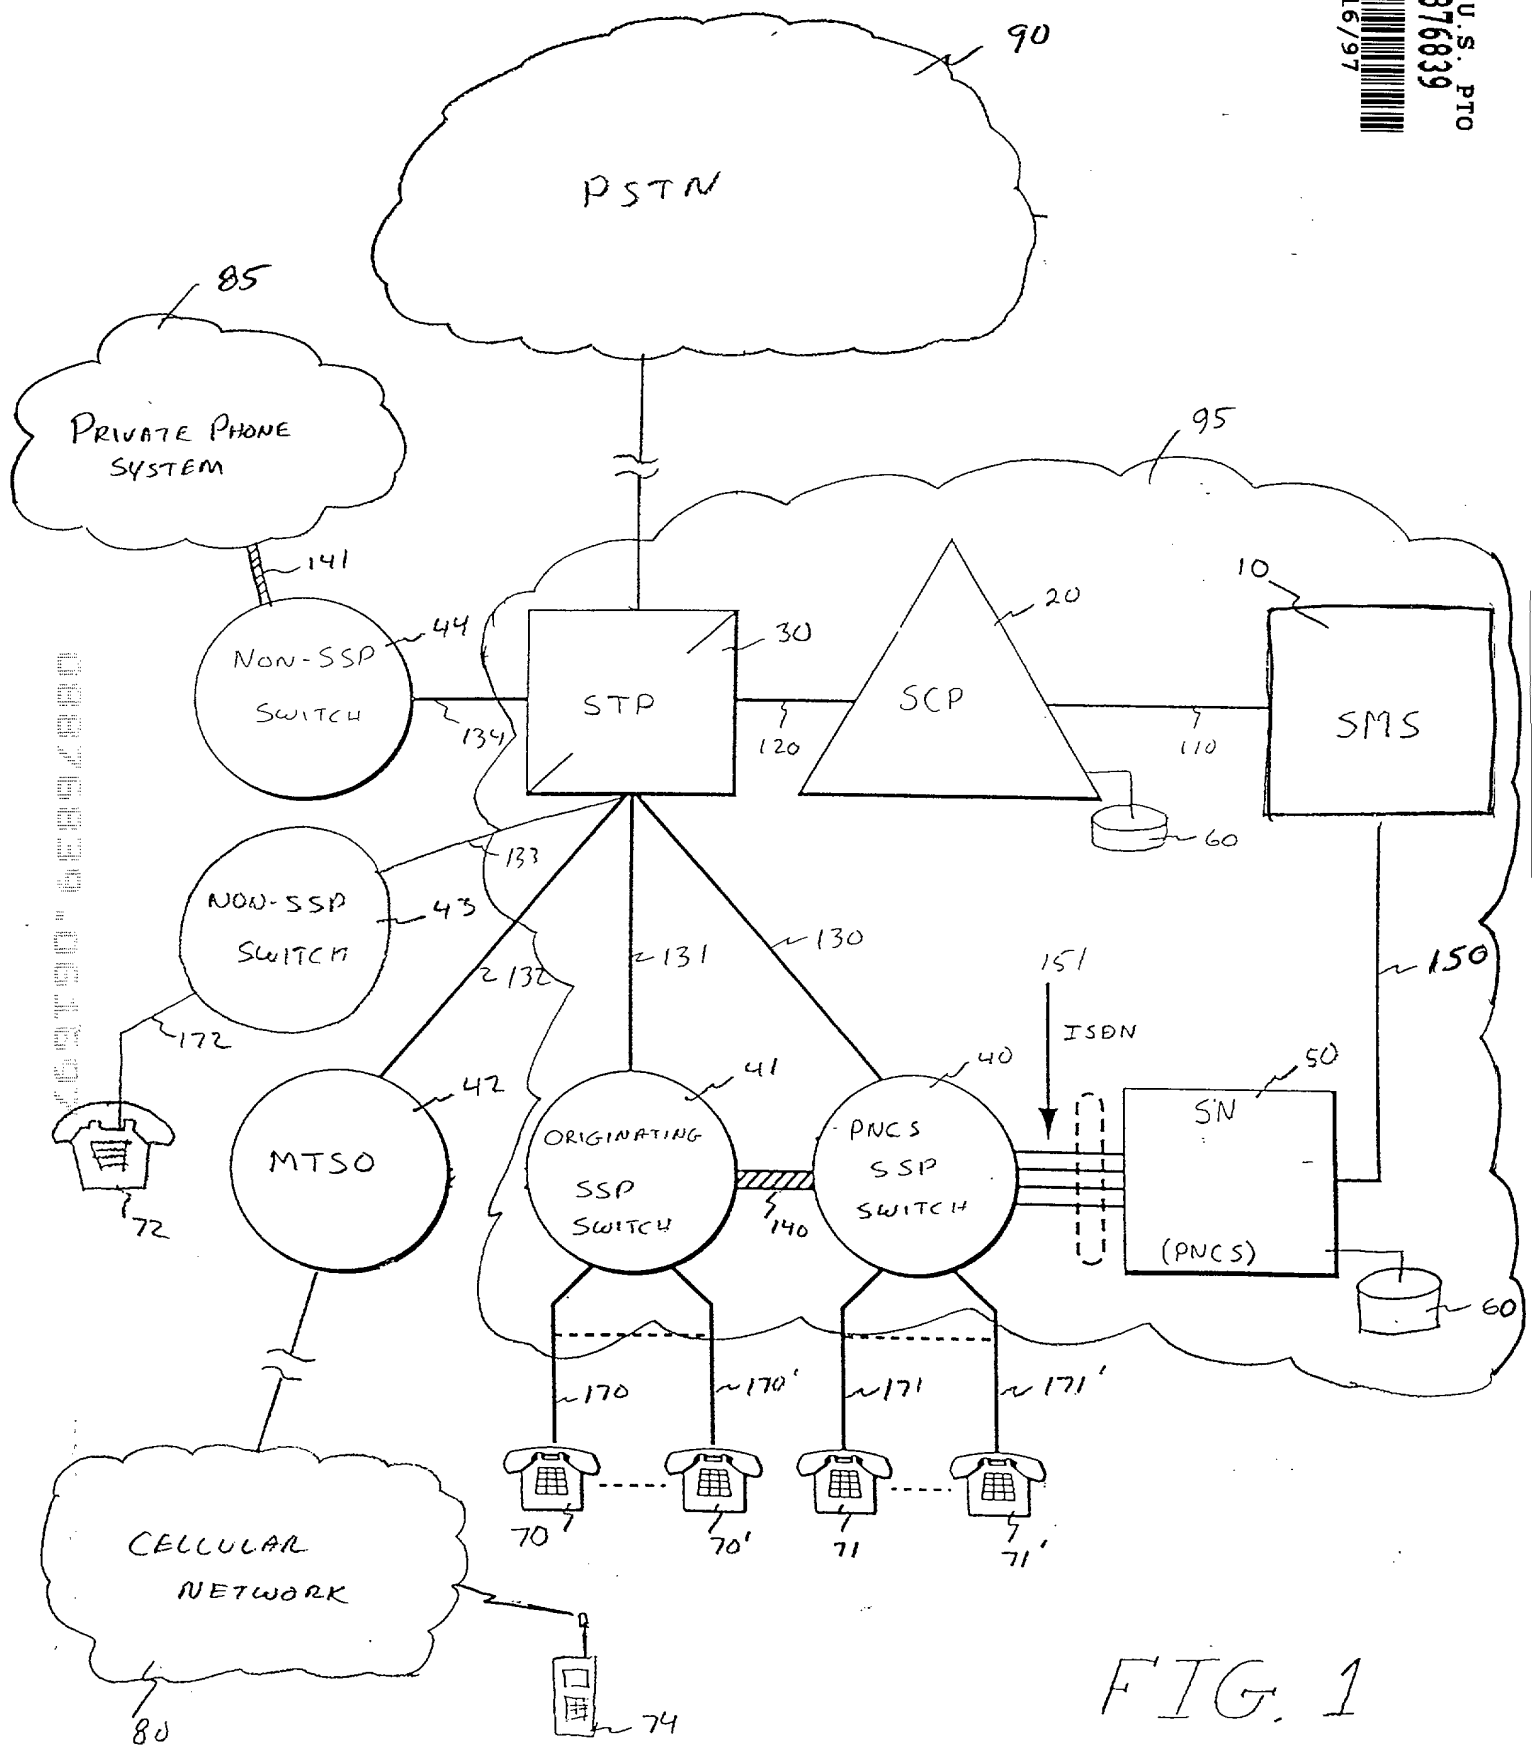 U.S. PTO
876839
16/97
90
PSTN
85
PRIVATE PHONE
SYSTEM
95
141
10
20
44
30
NON-SSP
SWITCH
STP
SCP
SMS
134
120
110
60
133
NON-SSP
SWITCH
43
132
131
130
151
150
172
ISDN
42
41
40
50
SN
MTSO
ORIGINATING
SSP
SWITCH
PNCS
SSP
SWITCH
72
140
(PNCS)
60
170
170'
171
171'
70
70'
71
71'
CELLULAR
NETWORK
74
80
FIG. 1